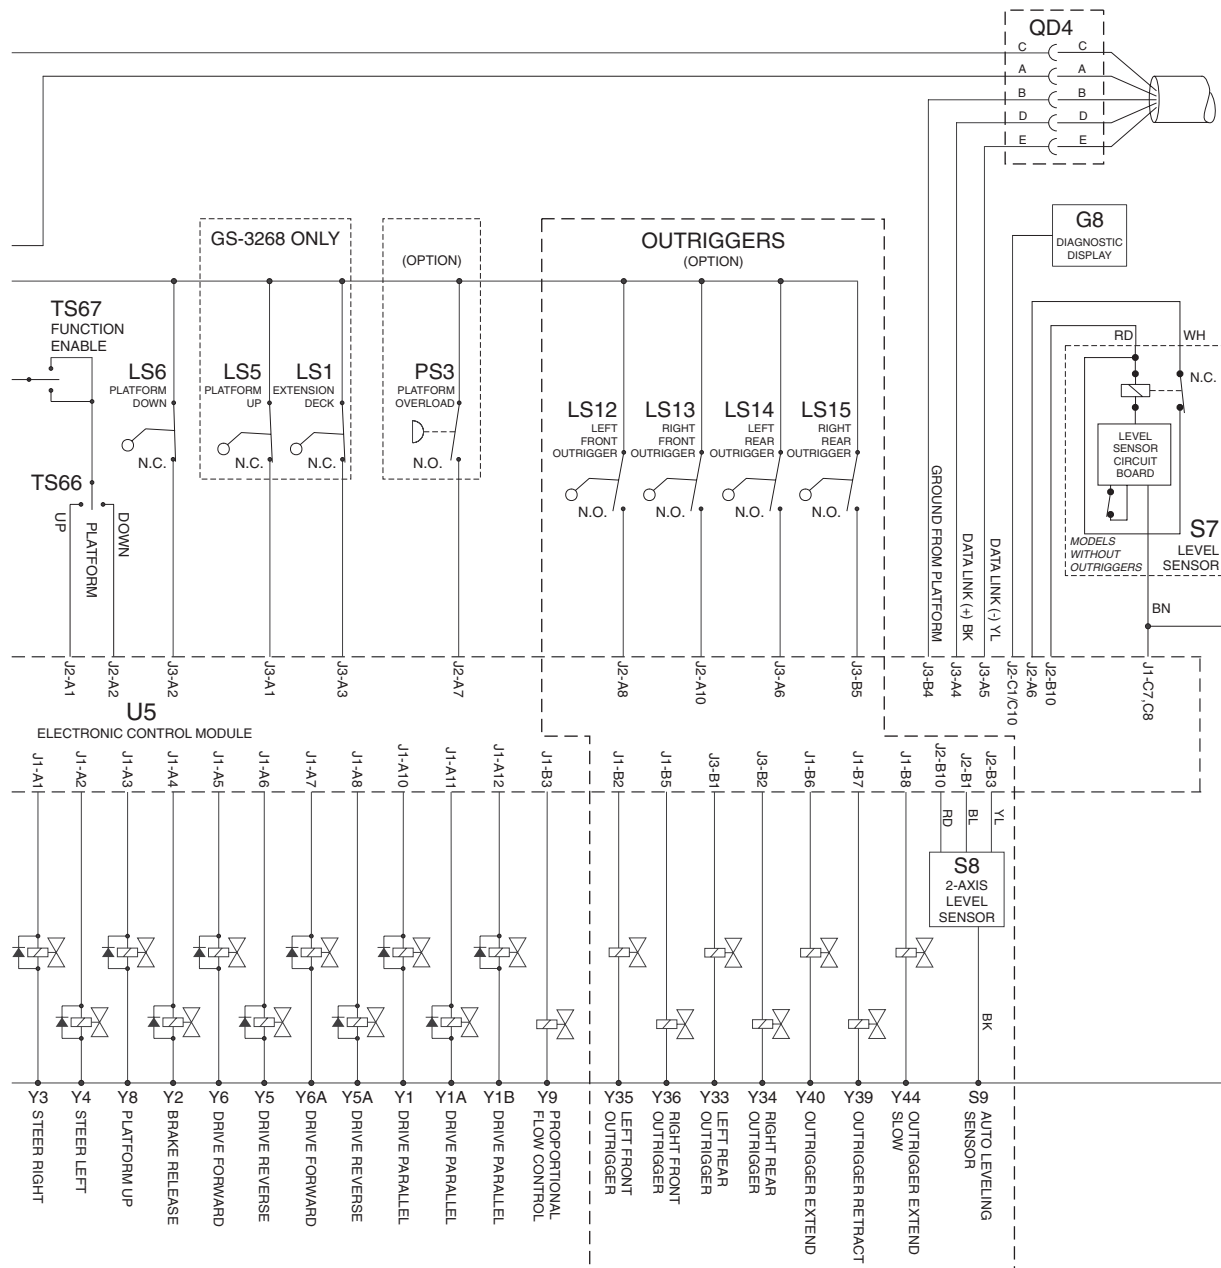 QD4
C C
A A
B B
D D
E E
GS-3268 ONLY
(OPTION)
OUTRIGGERS
(OPTION)
G8
DIAGNOSTIC
DISPLAY
TS67
FUNCTION
ENABLE
RD
WH
LS6
PLATFORM
DOWN
N.C.
LS5
PLATFORM
UP
N.C.
LS1
EXTENSION
DECK
N.C.
PS3
PLATFORM
OVERLOAD
N.O.
LS12
LEFT
FRONT
OUTRIGGER
N.O.
LS13
RIGHT
FRONT
OUTRIGGER
N.O.
LS14
LEFT
REAR
OUTRIGGER
N.O.
LS15
RIGHT
REAR
OUTRIGGER
N.O.
N.C.
LEVEL
SENSOR
CIRCUIT
BOARD
S7
LEVEL
SENSOR
MODELS
WITHOUT
OUTRIGGERS
BN
TS66
UP
PLATFORM
DOWN
GROUND FROM PLATFORM
DATA LINK (+) BK
DATA LINK (-) YL
J2-A1
J2-A2
J3-A2
J3-A1
J3-A3
J2-A7
J2-A8
J2-A10
J3-A6
J3-B5
J3-B4
J3-A4
J3-A5
J2-C1/C10
J2-A6
J2-B10
J1-C7,C8
U5
ELECTRONIC CONTROL MODULE
J1-A1
J1-A2
J1-A3
J1-A4
J1-A5
J1-A6
J1-A7
J1-A8
J1-A10
J1-A11
J1-A12
J1-B3
J1-B2
J1-B5
J3-B1
J3-B2
J1-B6
J1-B7
J1-B8
J2-B10
J2-B1
J2-B3
RD
BL
YL
S8
2-AXIS
LEVEL
SENSOR
BK
Y3
STEER RIGHT
Y4
STEER LEFT
Y8
PLATFORM UP
Y2
BRAKE RELEASE
Y6
DRIVE FORWARD
Y5
DRIVE REVERSE
Y6A
DRIVE FORWARD
Y5A
DRIVE REVERSE
Y1
DRIVE PARALLEL
Y1A
DRIVE PARALLEL
Y1B
DRIVE PARALLEL
Y9
PROPORTIONAL
FLOW CONTROL
Y35
LEFT FRONT
OUTRIGGER
Y36
RIGHT FRONT
OUTRIGGER
Y33
LEFT REAR
OUTRIGGER
Y34
RIGHT REAR
OUTRIGGER
Y40
OUTRIGGER EXTEND
Y39
OUTRIGGER RETRACT
Y44
OUTRIGGER EXTEND
SLOW
S9
AUTO LEVELING
SENSOR